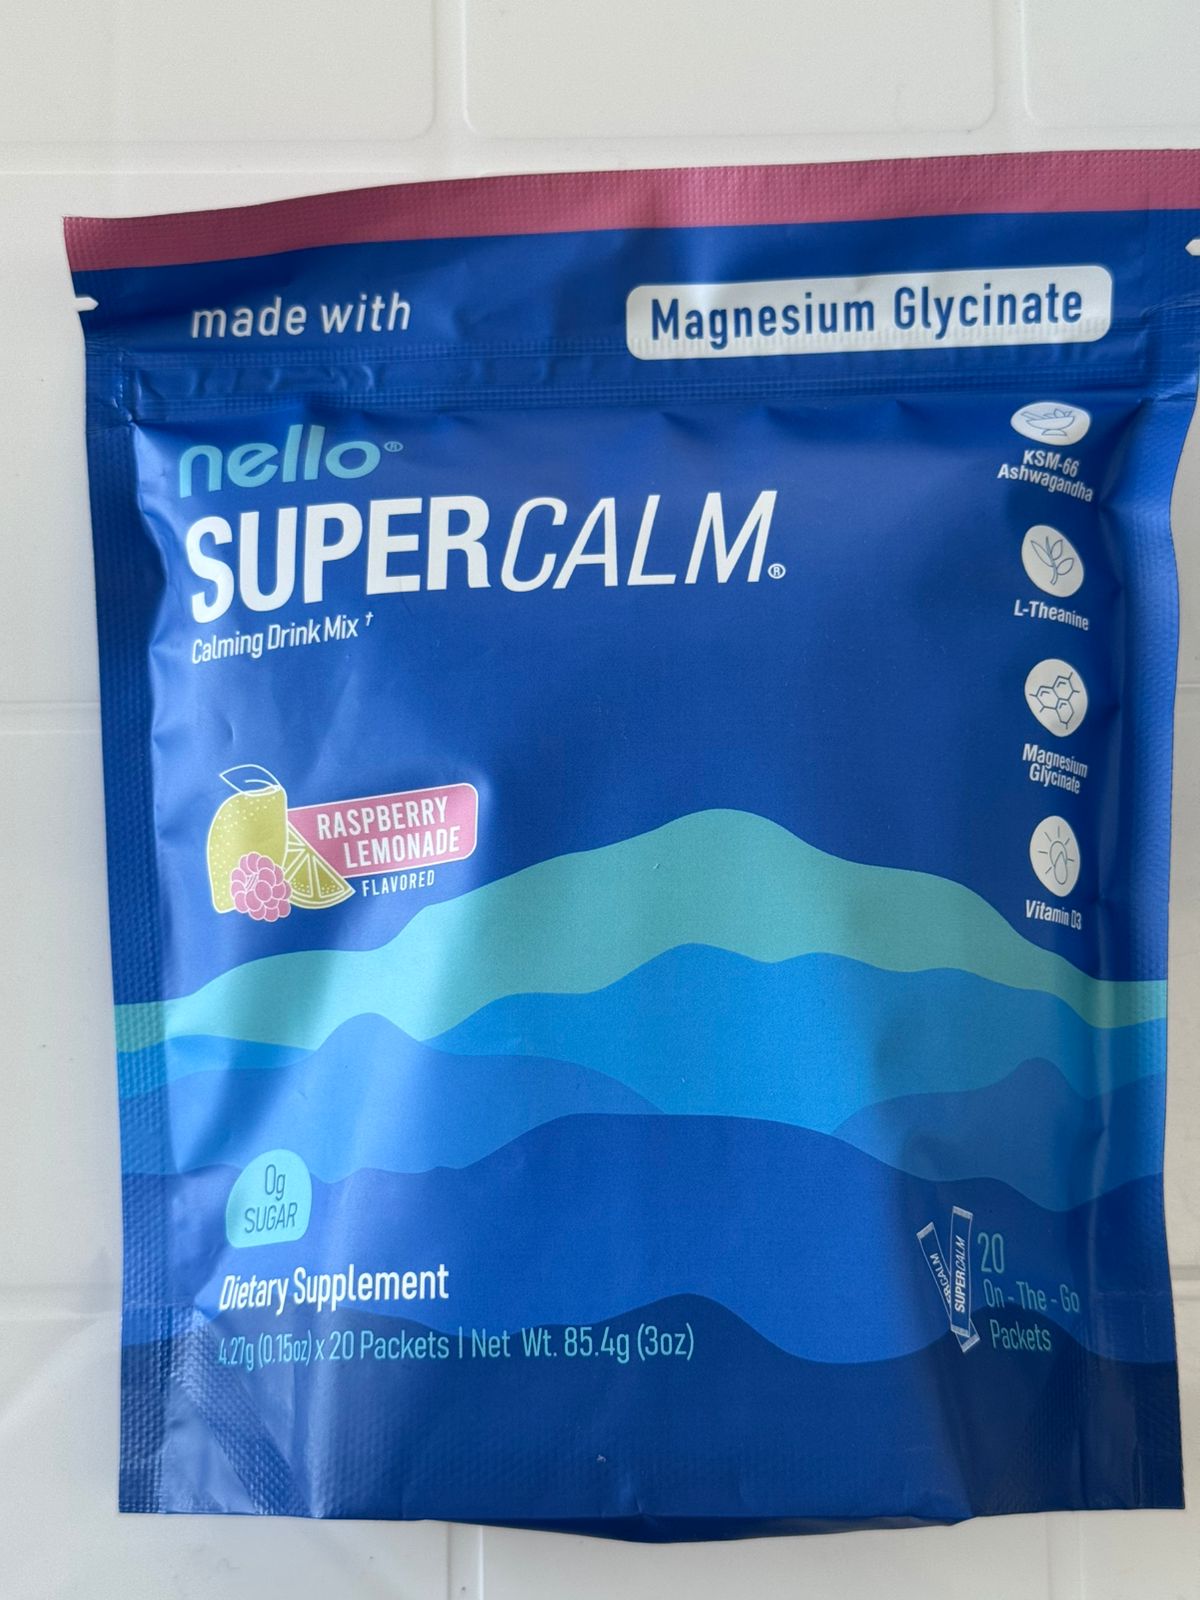 made with
Magnesium Glycinate
nello®
SUPERCALM®
Calming Drink Mix†
KSM-66
Ashwagandha
L-Theanine
Magnesium
Glycinate
Vitamin D3
RASPBERRY
LEMONADE
FLAVORED
0g
SUGAR
Dietary Supplement
4.27g (0.15oz) x 20 Packets | Net Wt. 85.4g (3oz)
SUPERCALM
20
On-The-Go
Packets